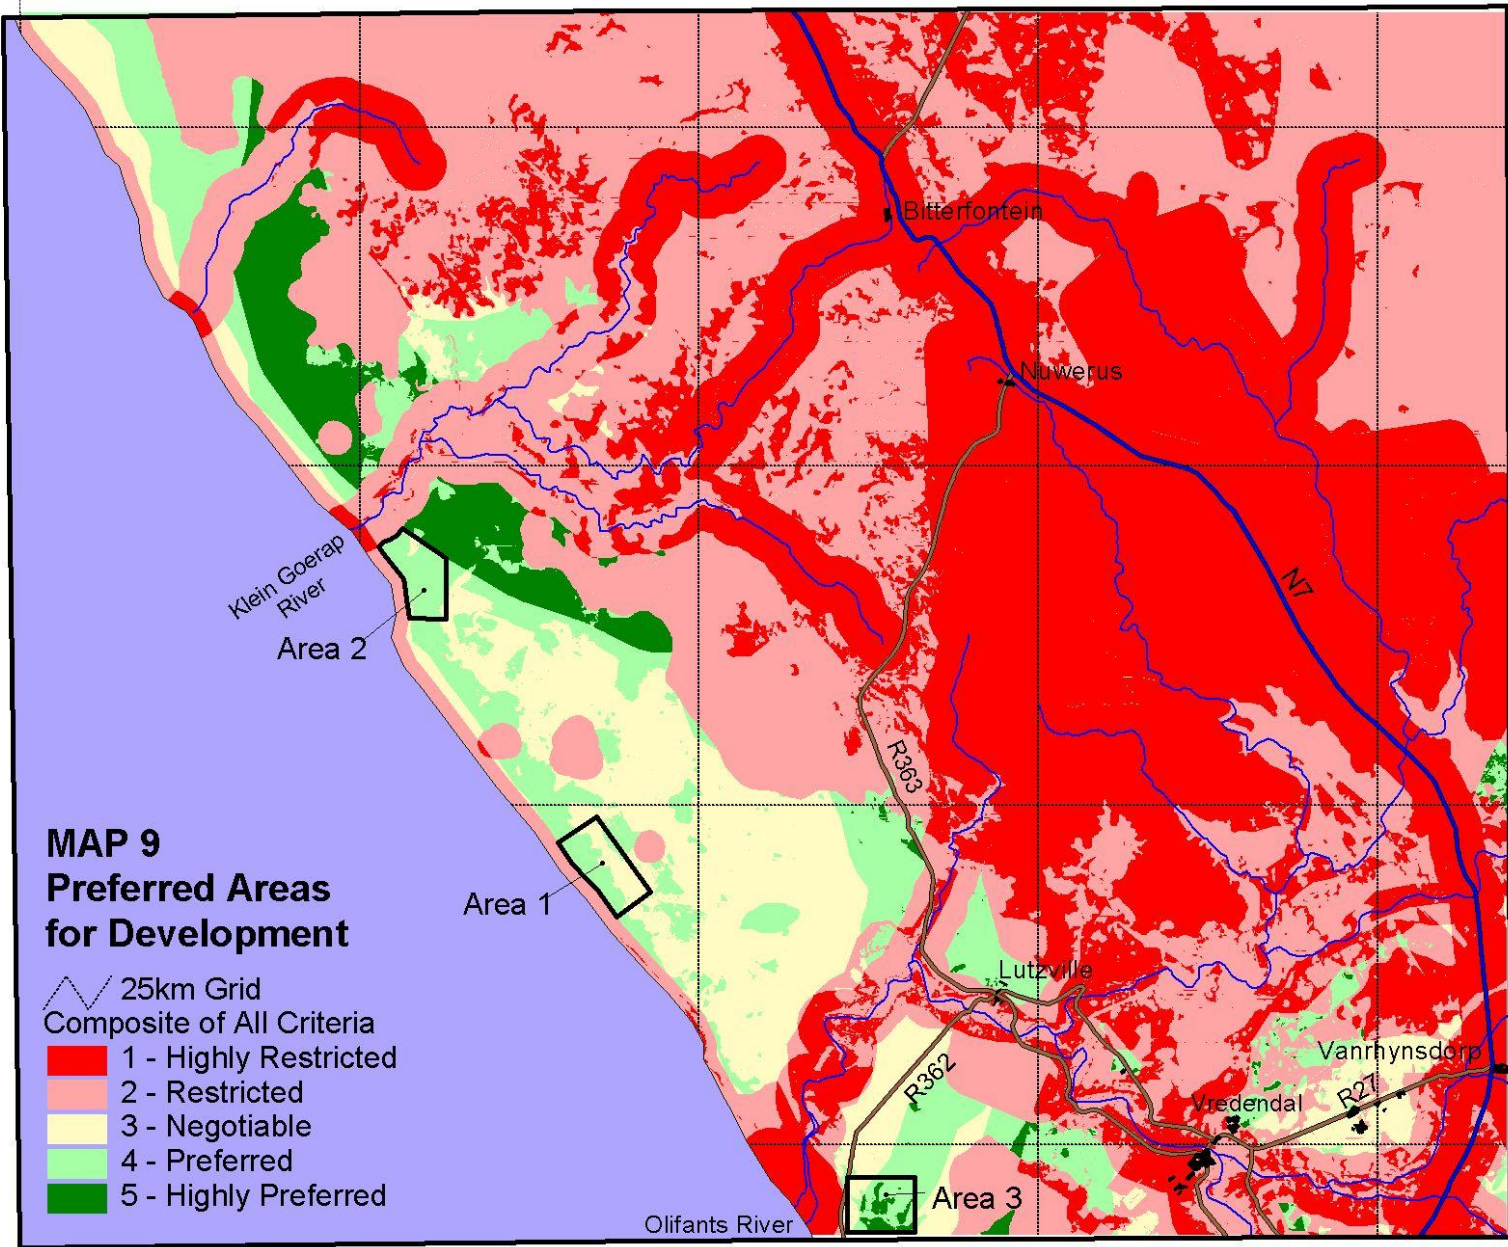 Bitterfontein
Nuwerus
N7
Klein Goerap
River
Area 2
R363
Area 1
Lutzville
R362
Vanrhynsdorp
R27
Vredendal
Area 3
Olifants River
MAP 9
Preferred Areas
for Development
25km Grid
Composite of All Criteria
1 - Highly Restricted
2 - Restricted
3 - Negotiable
4 - Preferred
5 - Highly Preferred